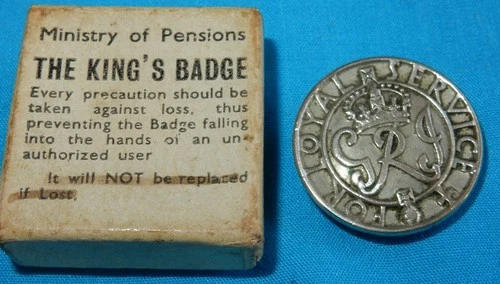 Ministry of Pensions
THE KING'S BADGE
Every precaution should be
taken against loss, thus
preventing the Badge falling
into the hands of an un-
authorized user
It will NOT be replaced
if Lost.
FOR LOYAL SERVICE
GRI